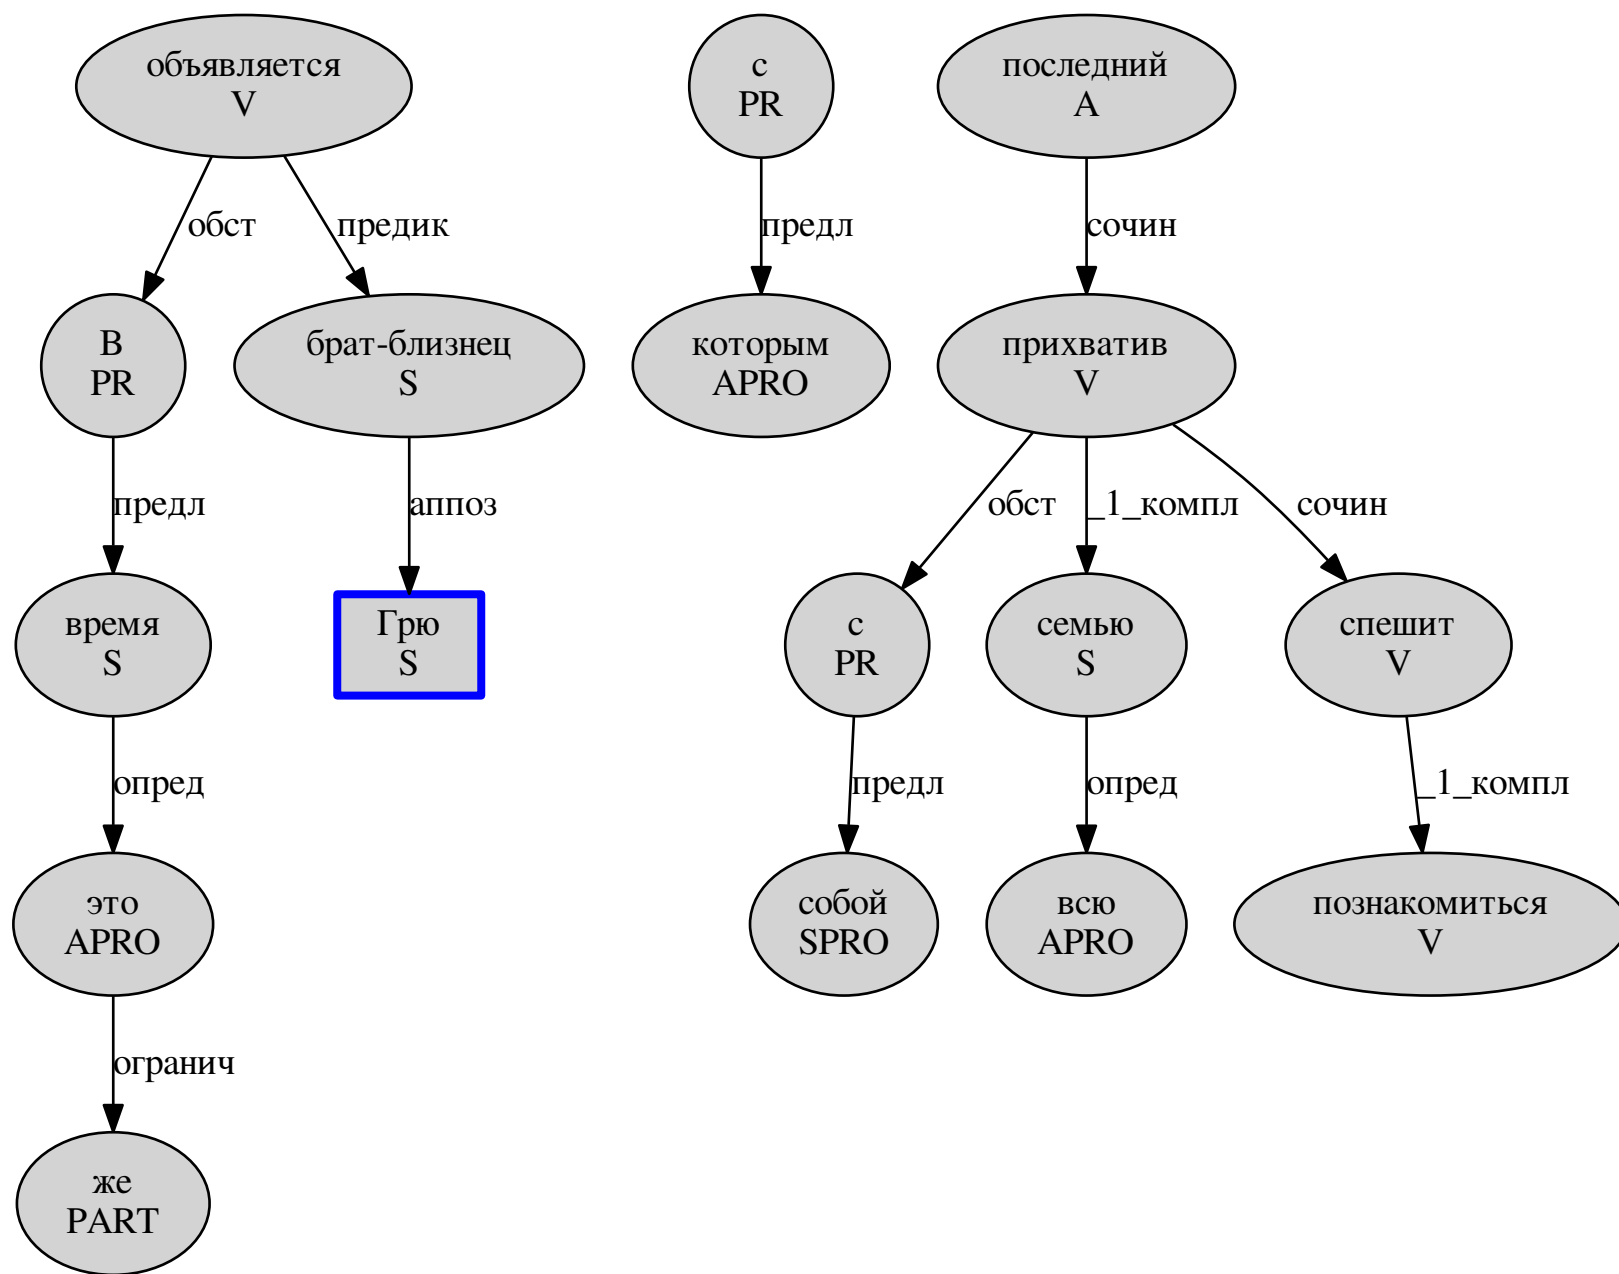 объявляется
V
с
PR
последний
A
обст
предик
предл
сочин
В
PR
брат-близнец
S
которым
APRO
прихватив
V
предл
аппоз
обст
_1_компл
сочин
время
S
Грю
S
с
PR
семью
S
спешит
V
опред
предл
опред
_1_компл
это
APRO
собой
SPRO
всю
APRO
познакомиться
V
огранич
же
PART